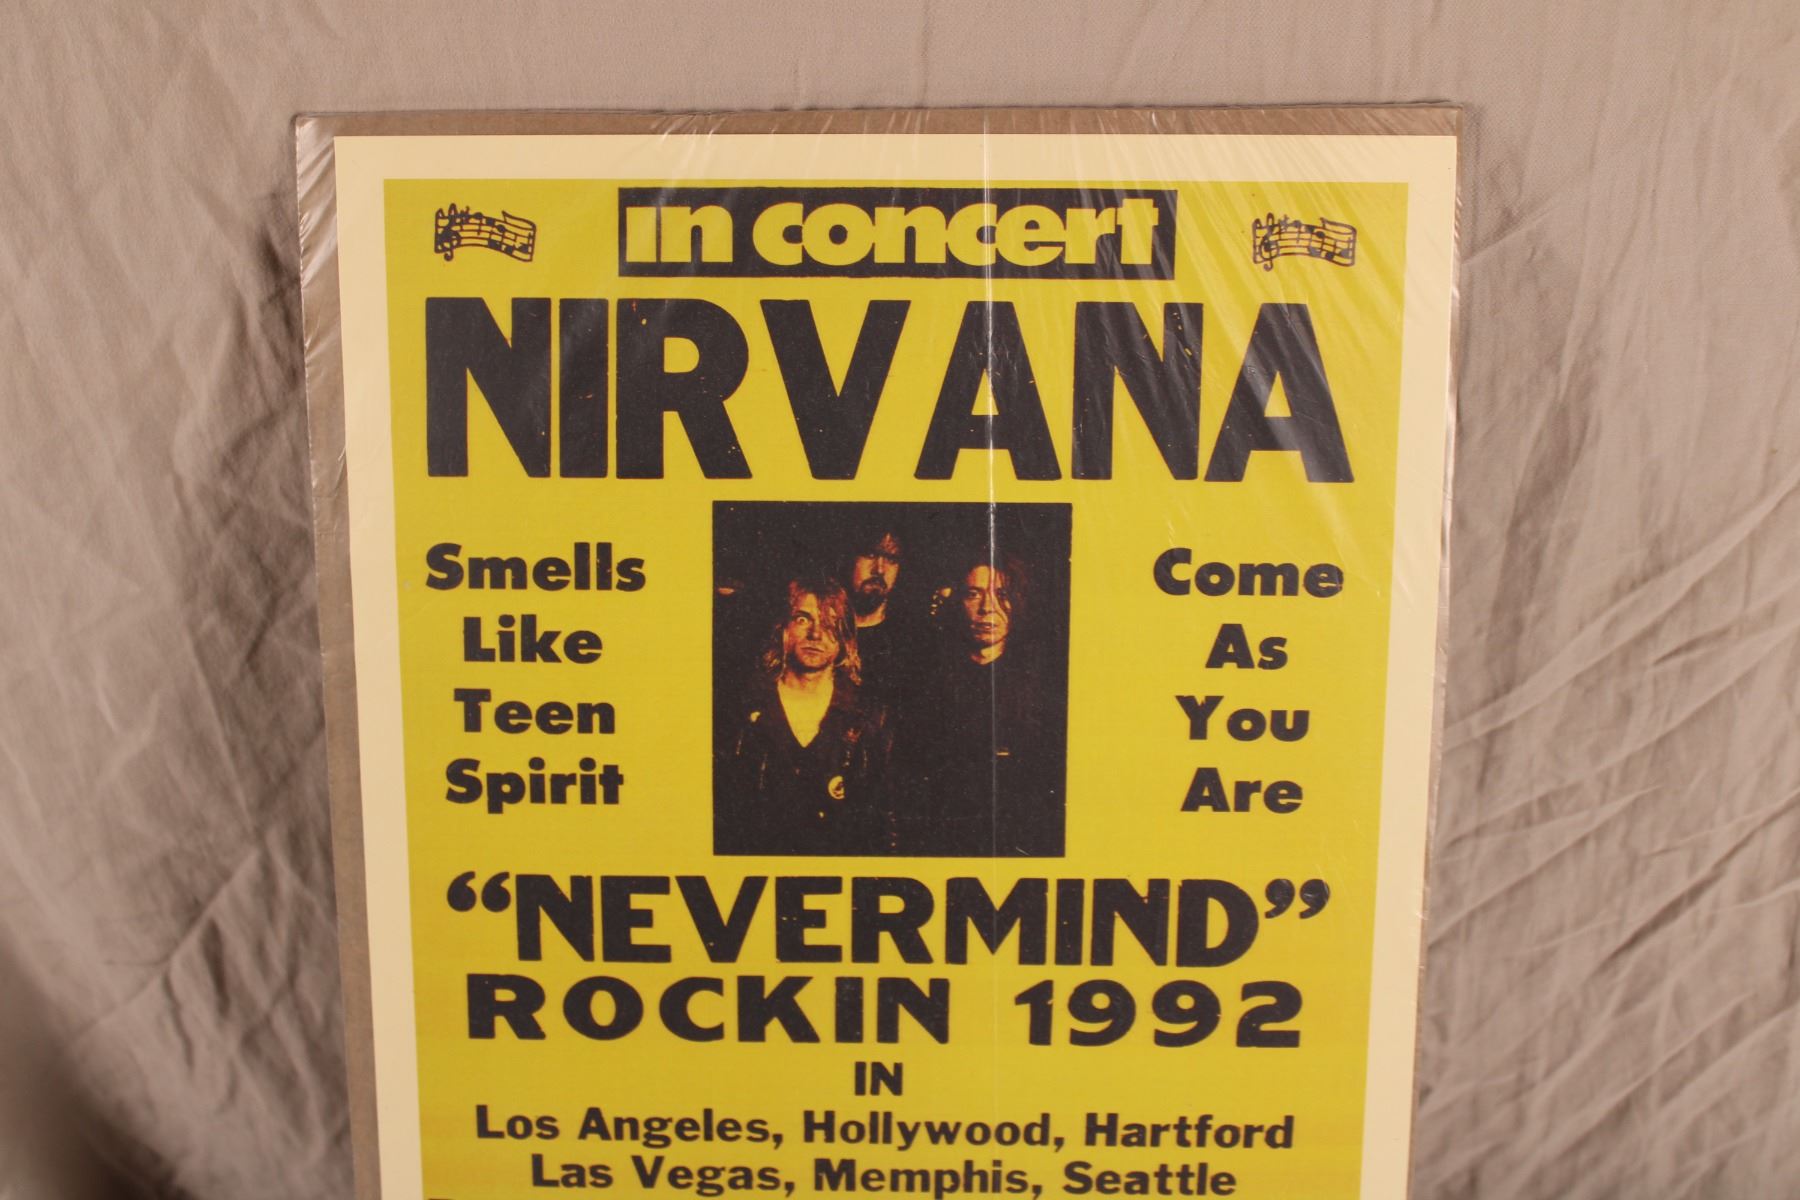 in concert
NIRVANA
Smells
Like
Teen
Spirit
Come
As
You
Are
“NEVERMIND”
ROCKIN 1992
IN
Los Angeles, Hollywood, Hartford
Las Vegas, Memphis, Seattle